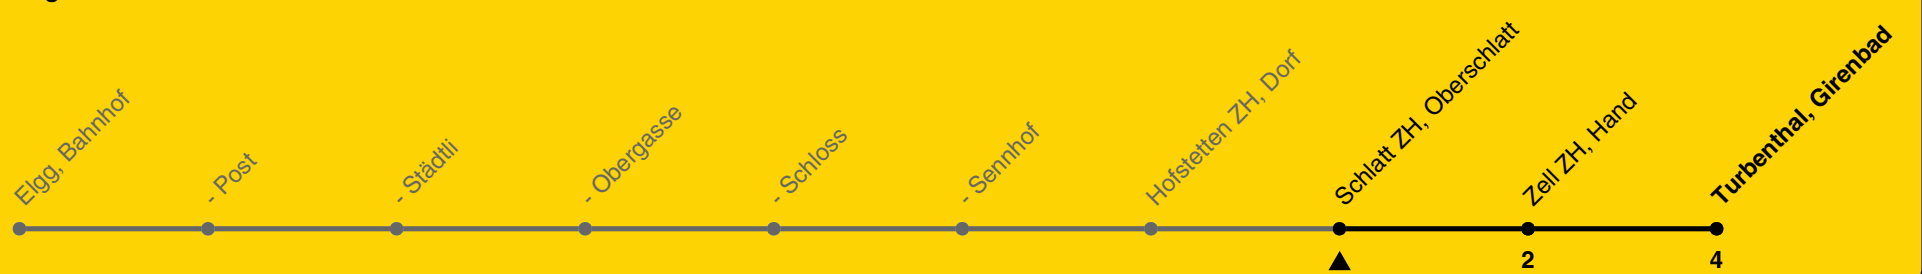 Elgg, Bahnhof
- Post
- Städtli
- Obergasse
- Schloss
- Sennhof
Hofstetten ZH, Dorf
Schlatt ZH, Oberschlatt
Zell ZH, Hand
Turbenthal, Girenbad
2
4